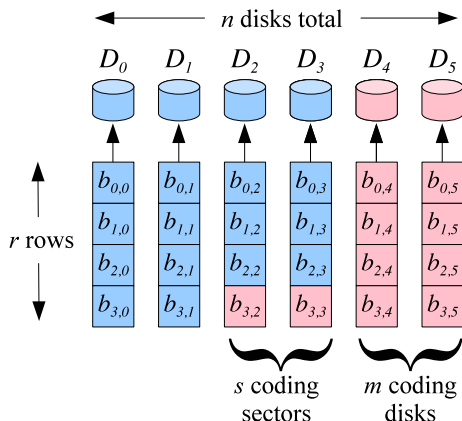 n disks total
D0 D1 D2 D3 D4 D5
b0,0 b0,1 b0,2 b0,3 b0,4 b0,5
b1,0 b1,1 b1,2 b1,3 b1,4 b1,5
r rows
b2,0 b2,1 b2,2 b2,3 b2,4 b2,5
b3,0 b3,1 b3,2 b3,3 b3,4 b3,5
s coding
sectors
m coding
disks